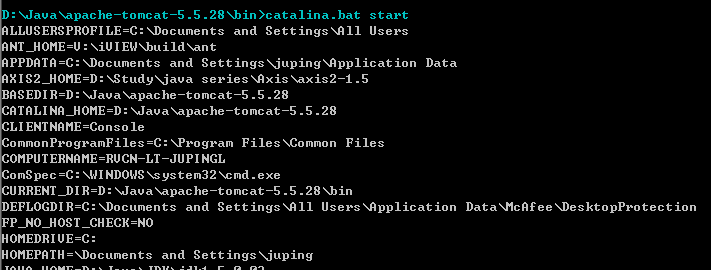 D:\Java\apache-tomcat-5.5.28\bin>catalina.bat start
ALLUSERSPROFILE=C:\Documents and Settings\All Users
ANT_HOME=V:\iVIEW\build\ant
APPDATA=C:\Documents and Settings\juping\Application Data
AXIS2_HOME=D:\Study\java series\Axis\axis2-1.5
BASEDIR=D:\Java\apache-tomcat-5.5.28
CATALINA_HOME=D:\Java\apache-tomcat-5.5.28
CLIENTNAME=Console
CommonProgramFiles=C:\Program Files\Common Files
COMPUTERNAME=RVCN-LT-JUPINGL
ComSpec=C:\WINDOWS\system32\cmd.exe
CURRENT_DIR=D:\Java\apache-tomcat-5.5.28\bin
DEFLOGDIR=C:\Documents and Settings\All Users\Application Data\McAfee\DesktopProtection
FP_NO_HOST_CHECK=NO
HOMEDRIVE=C:
HOMEPATH=\Documents and Settings\juping